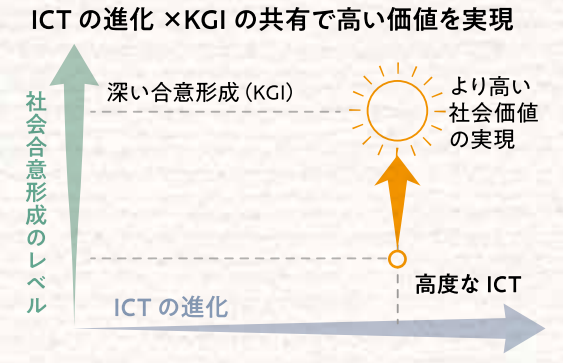 ICT の進化 ×KGI の共有で高い価値を実現
深い合意形成（KGI）
より高い
社会価値
の実現
社会合意形成のレベル
高度な ICT
ICT の進化